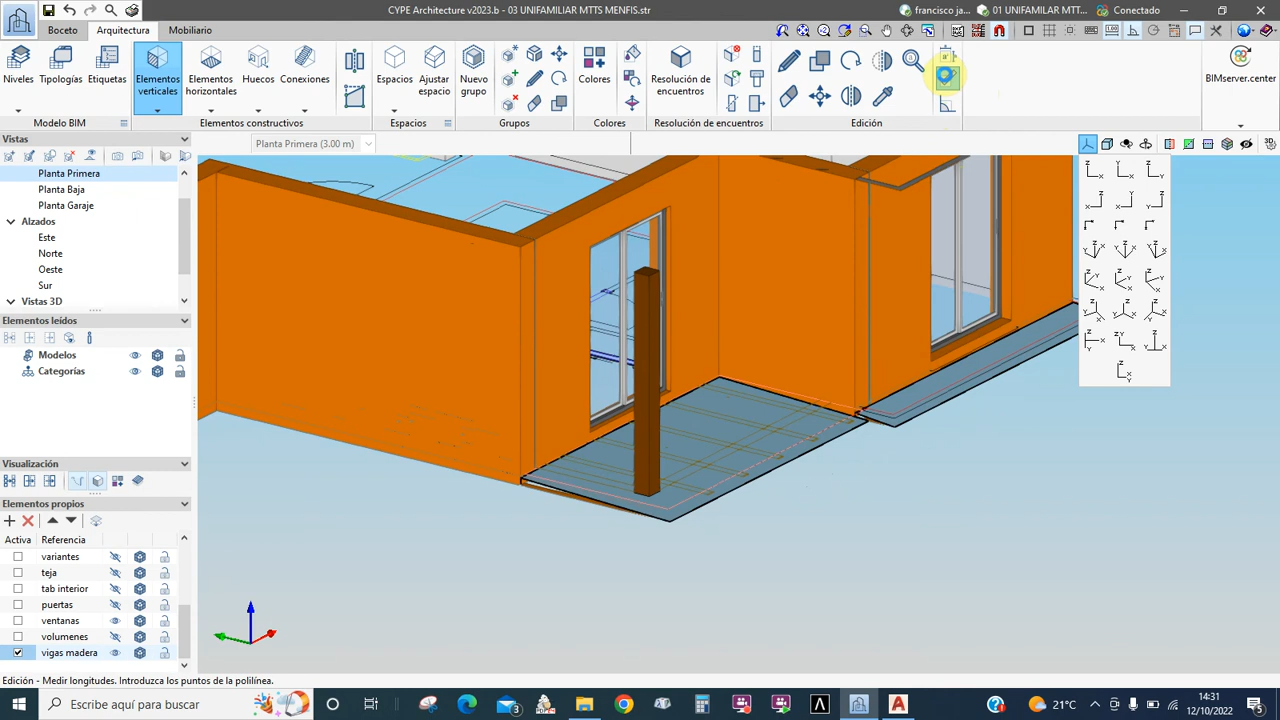 CYPE Architecture v2023.b - 03 UNIFAMILIAR MTTS MENFIS.str
francisco ja...
01 UNIFAMILAR MTT...
Conectado
Boceto
Arquitectura
Mobiliario
Niveles
Tipologías
Etiquetas
Elementos verticales
Elementos horizontales
Huecos
Conexiones
Espacios
Ajustar espacio
Nuevo grupo
Colores
Resolución de encuentros
BIMserver.center
Modelo BIM
Elementos constructivos
Espacios
Grupos
Colores
Resolución de encuentros
Edición
Vistas
Planta Primera (3.00 m)
Planta Primera
Planta Baja
Planta Garaje
Alzados
Este
Norte
Oeste
Sur
Vistas 3D
Elementos leídos
Modelos
Categorías
Visualización
Elementos propios
Activa Referencia
variantes
teja
tab interior
puertas
ventanas
volumenes
vigas madera
Edición - Medir longitudes. Introduzca los puntos de la polilínea.
Escribe aquí para buscar
21°C
14:31
12/10/2022